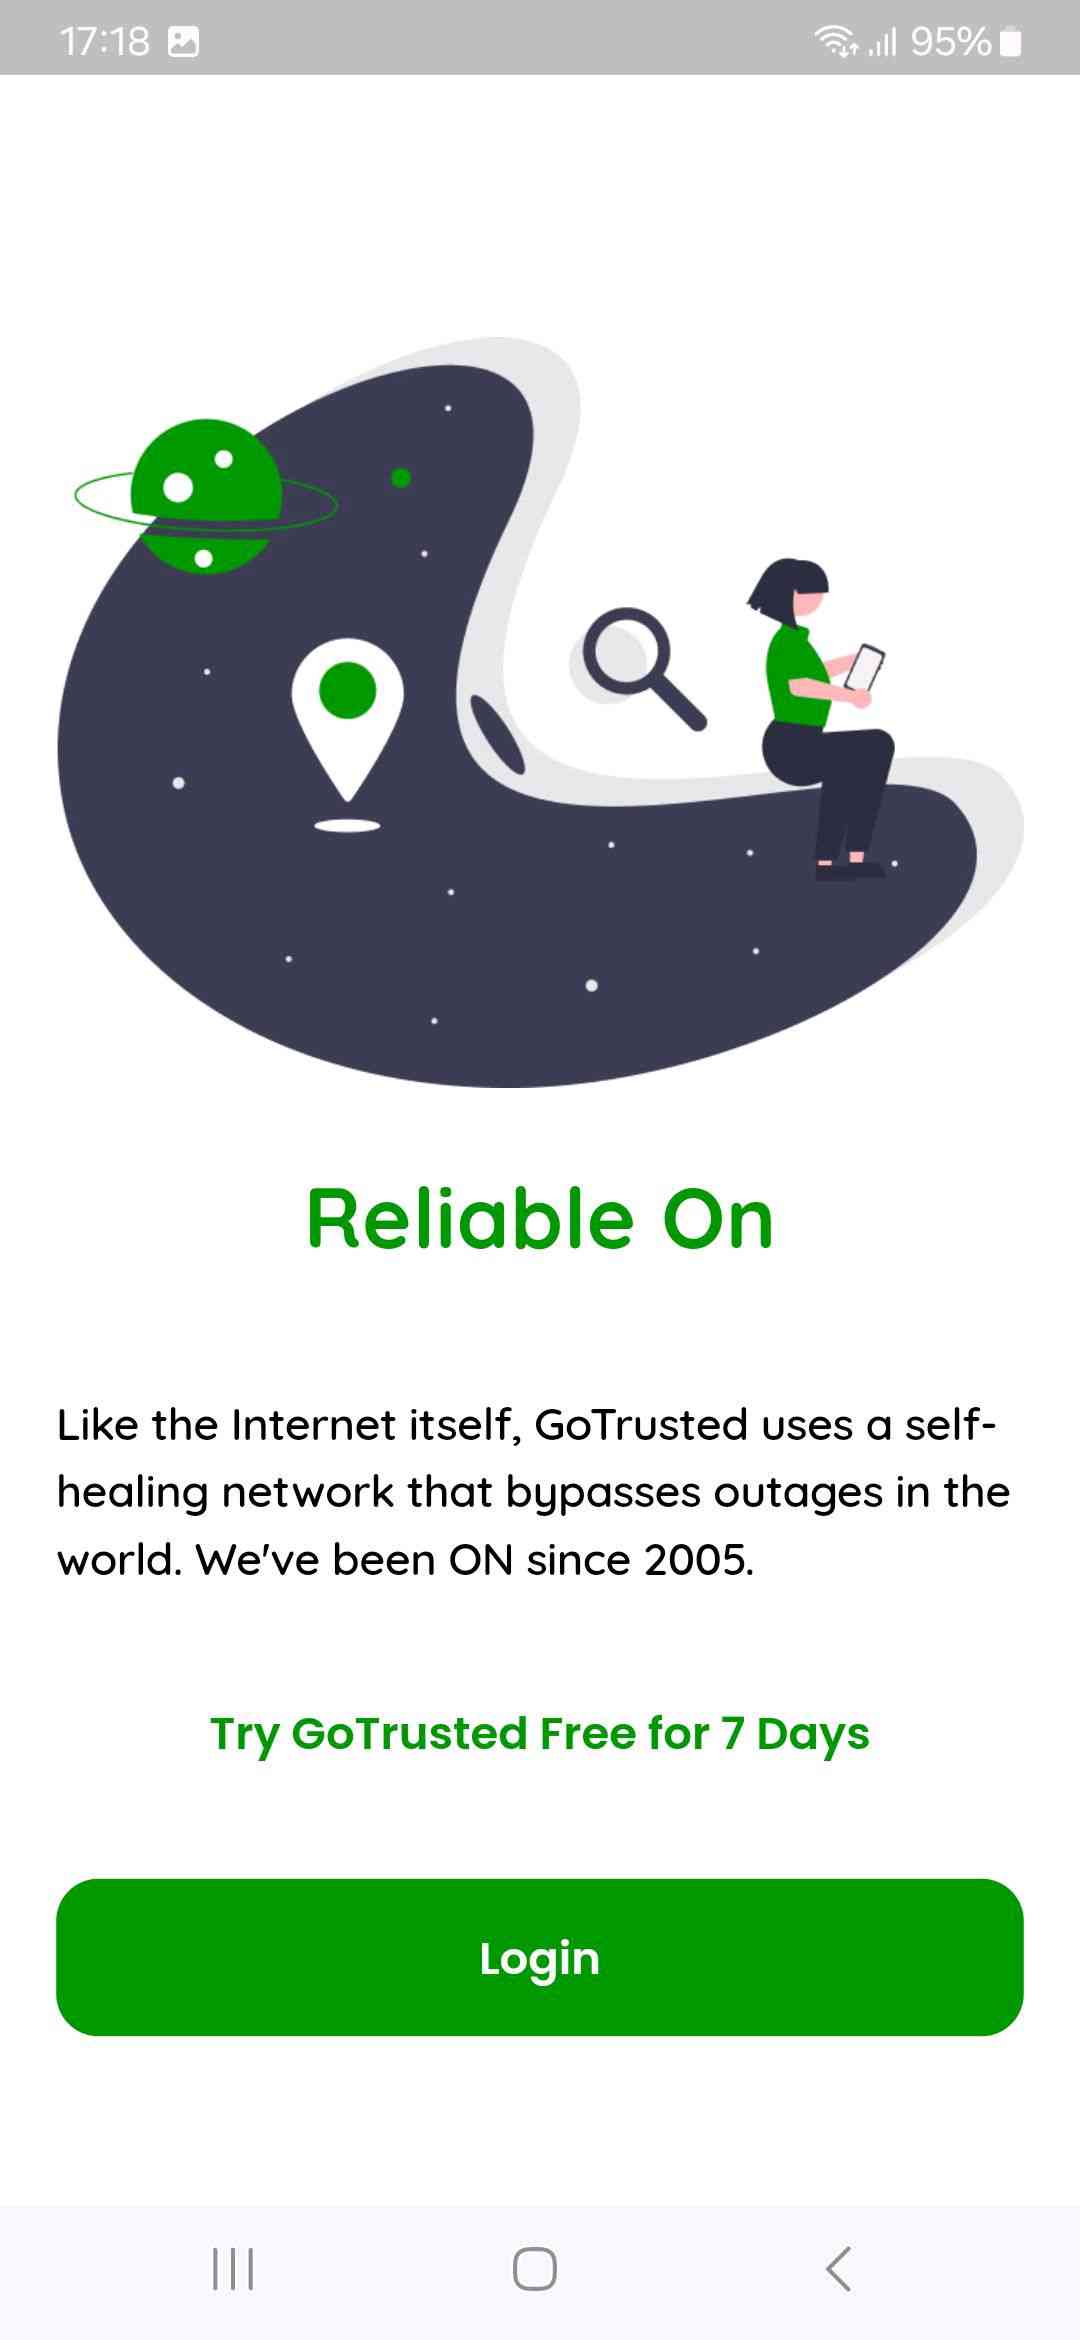 17:18 95%
Reliable On
Like the Internet itself, GoTrusted uses a self-
healing network that bypasses outages in the
world. We've been ON since 2005.
Try GoTrusted Free for 7 Days
Login